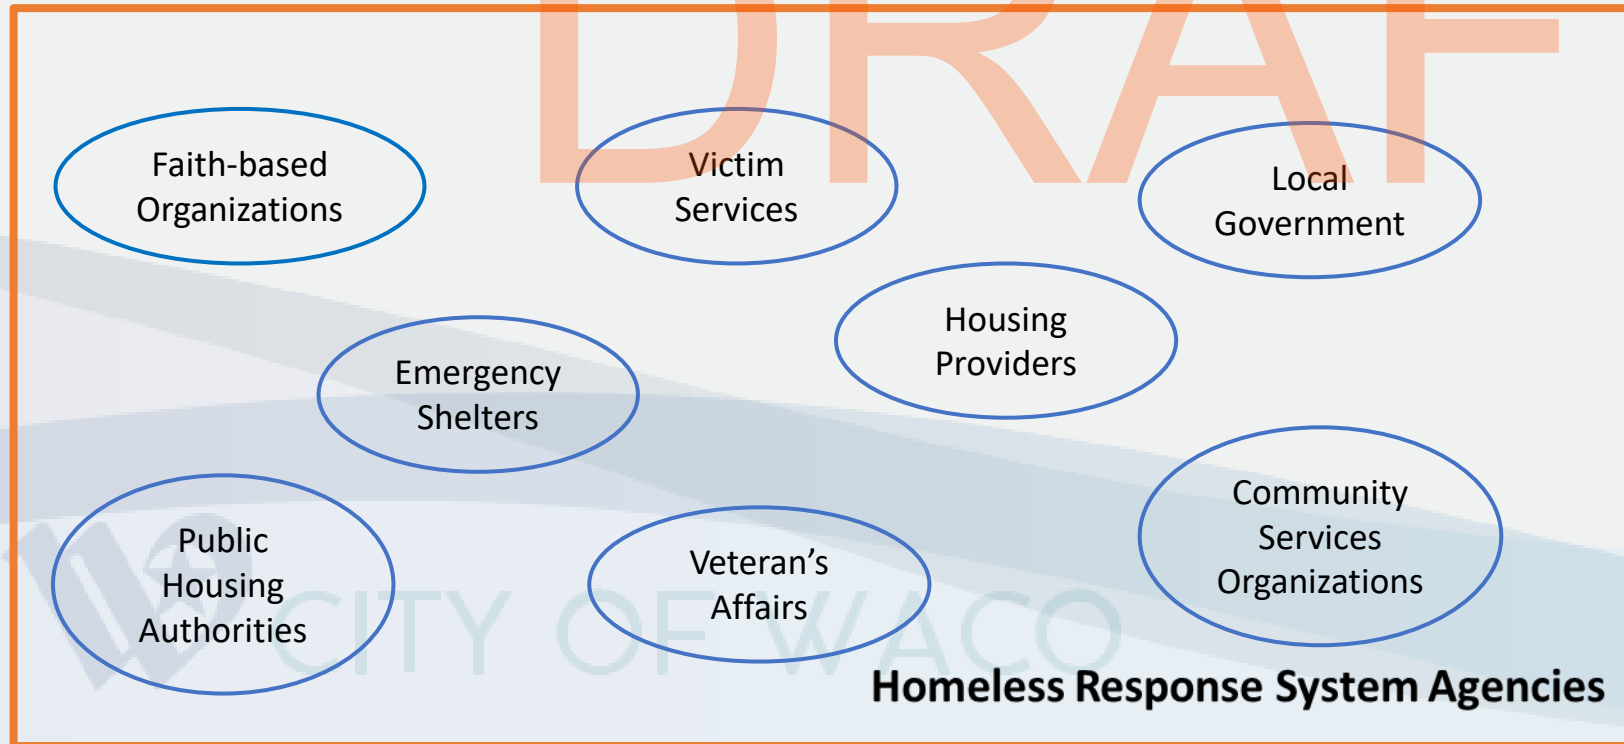 DRAF
Faith-based
Organizations
Victim
Services
Local
Government
Housing
Providers
Emergency
Shelters
Community
Services
Organizations
Public
Housing
Authorities
Veteran’s
Affairs
CITY OF WACO
Homeless Response System Agencies